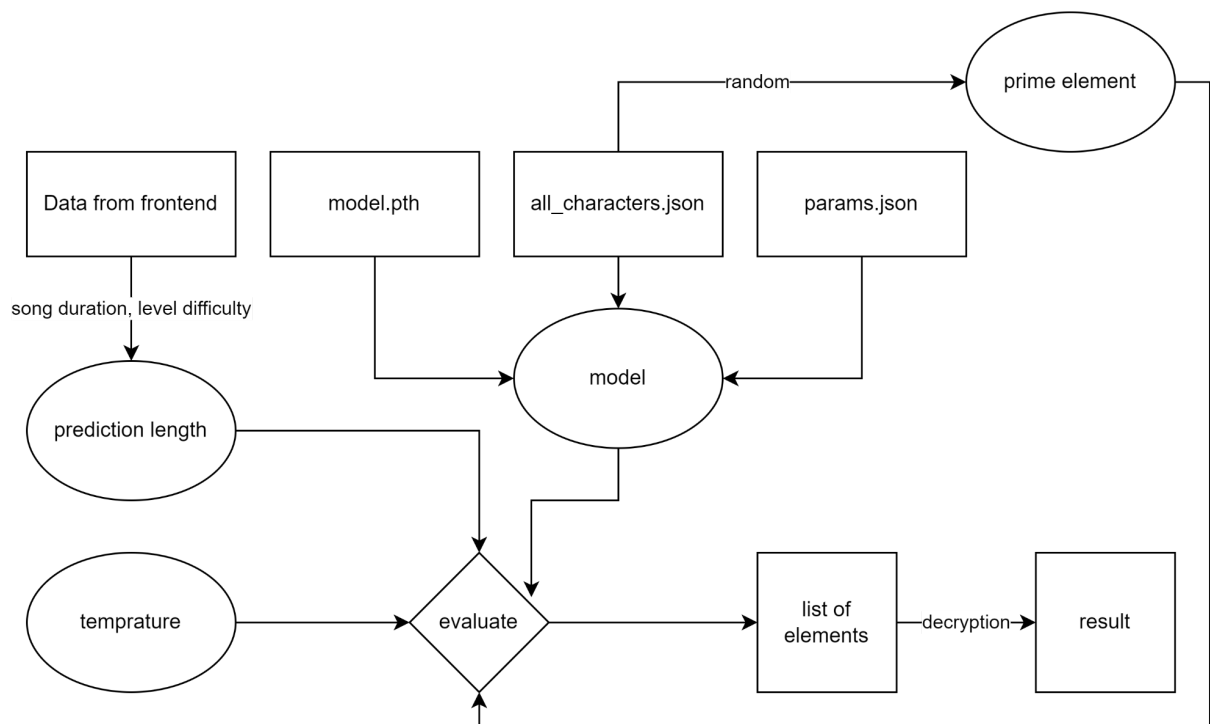 random
prime element
Data from frontend
model.pth
all_characters.json
params.json
song duration, level difficulty
model
prediction length
temprature
evaluate
list of
elements
decryption
result